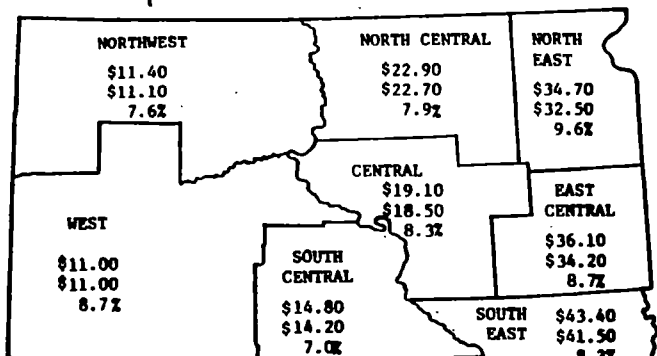 NORTHWEST
$11.40
$11.10
7.6%
NORTH CENTRAL
$22.90
$22.70
7.9%
NORTH
EAST
$34.70
$32.50
9.6%
CENTRAL
$19.10
$18.50
8.3%
WEST
$11.00
$11.00
8.7%
EAST
CENTRAL
$36.10
$34.20
8.7%
SOUTH
CENTRAL
$14.80
$14.20
7.0%
SOUTH
EAST
$43.40
$41.50